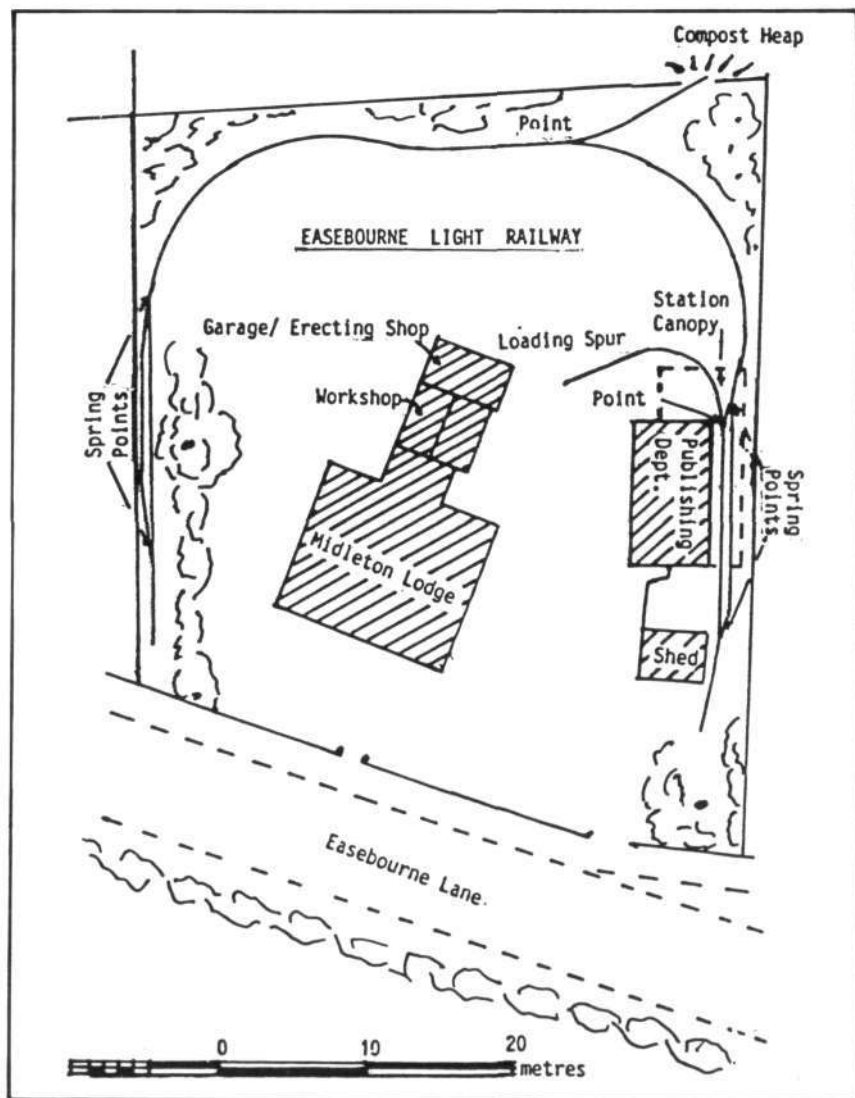 Compost Heap
Point
EASEBOURNE LIGHT RAILWAY
Station
Canopy
Garage/ Erecting Shop
Loading Spur
Workshop
Point
Spring
Points
Publishing
Dept.
Spring
Points
Midleton Lodge
Shed
Easebourne Lane.
0 10 20
metres